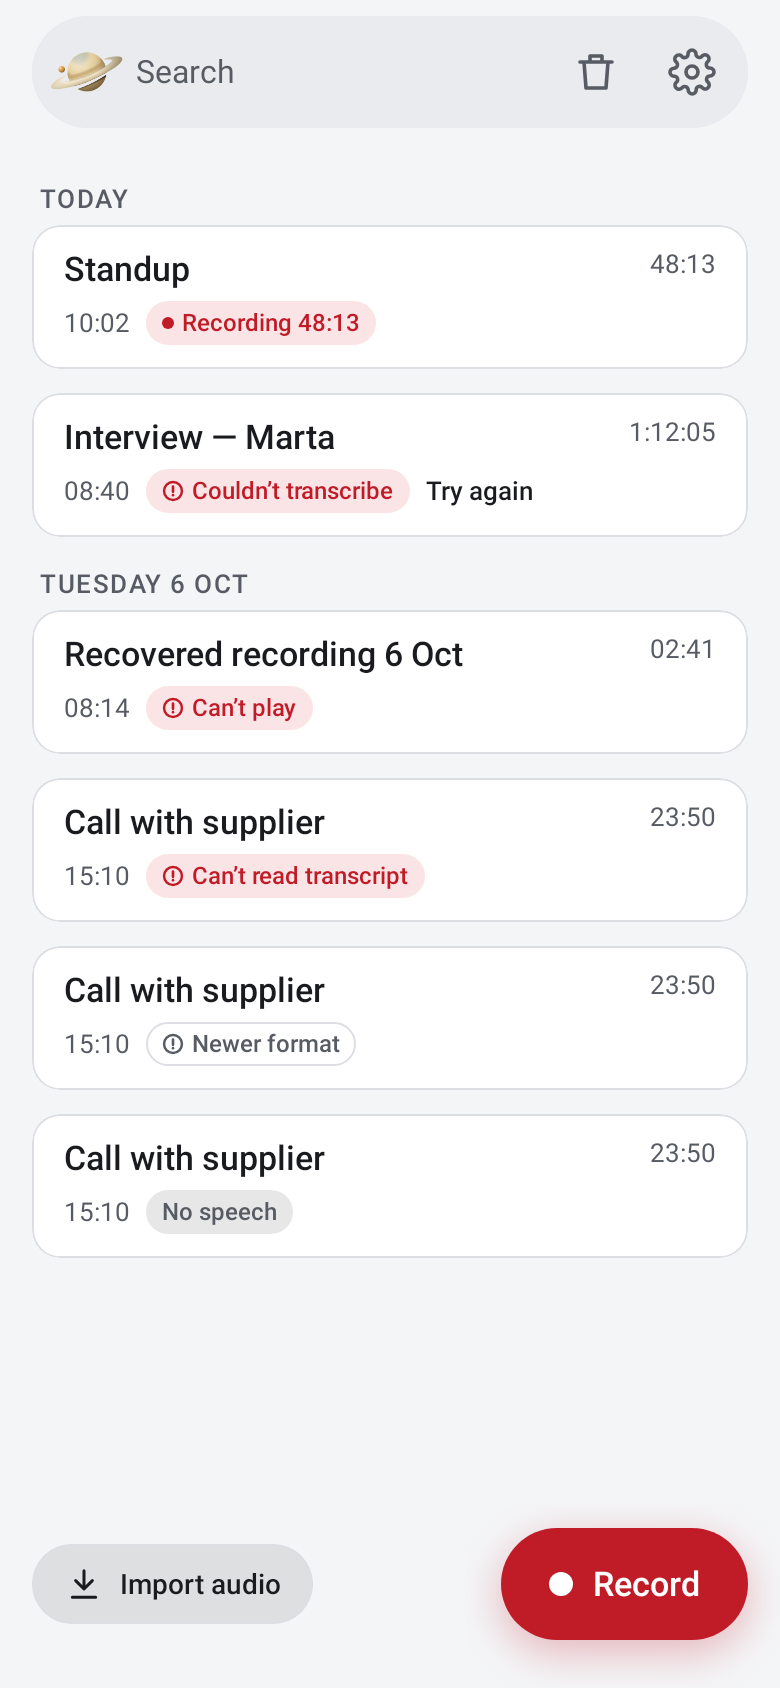 Search
TODAY
Standup 48:13
10:02 Recording 48:13
Interview — Marta 1:12:05
08:40 Couldn’t transcribe Try again
TUESDAY 6 OCT
Recovered recording 6 Oct 02:41
08:14 Can’t play
Call with supplier 23:50
15:10 Can’t read transcript
Call with supplier 23:50
15:10 Newer format
Call with supplier 23:50
15:10 No speech
Import audio Record